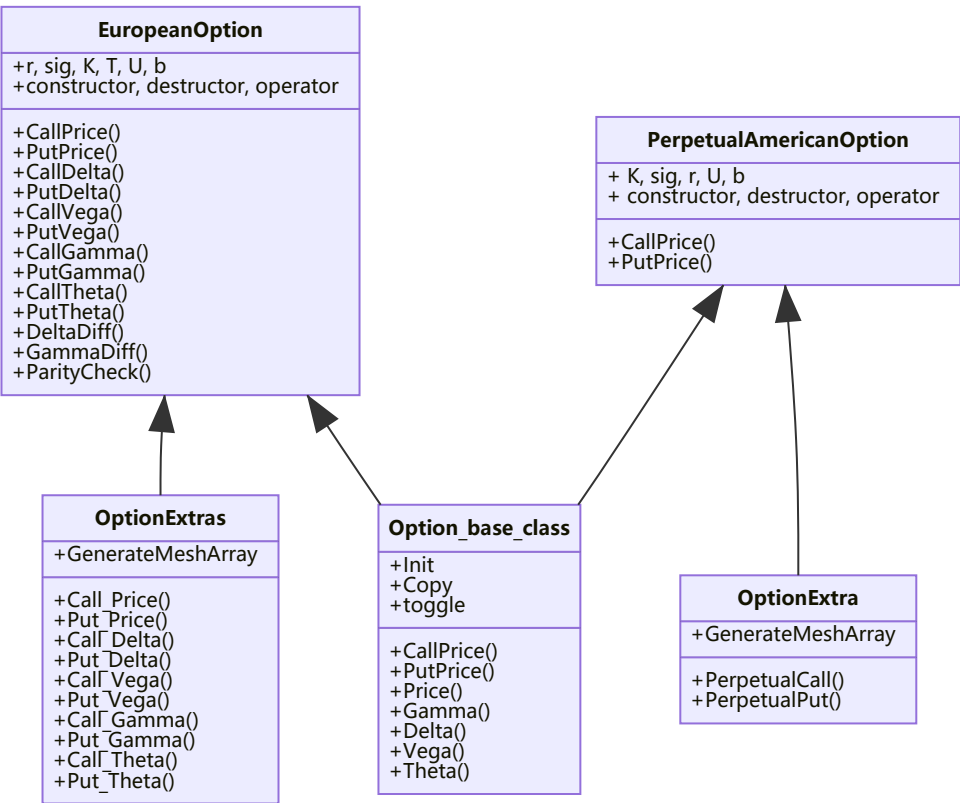 EuropeanOption
+r, sig, K, T, U, b
+constructor, destructor, operator
+CallPrice()
+PutPrice()
+CallDelta()
+PutDelta()
+CallVega()
+PutVega()
+CallGamma()
+PutGamma()
+CallTheta()
+PutTheta()
+DeltaDiff()
+GammaDiff()
+ParityCheck()
PerpetualAmericanOption
+ K, sig, r, U, b
+ constructor, destructor, operator
+CallPrice()
+PutPrice()
OptionExtras
+GenerateMeshArray
+Call_Price()
+Put_Price()
+Call_Delta()
+Put_Delta()
+Call_Vega()
+Put_Vega()
+Call_Gamma()
+Put_Gamma()
+Call_Theta()
+Put_Theta()
Option_base_class
+Init
+Copy
+toggle
+CallPrice()
+PutPrice()
+Price()
+Gamma()
+Delta()
+Vega()
+Theta()
OptionExtra
+GenerateMeshArray
+PerpetualCall()
+PerpetualPut()